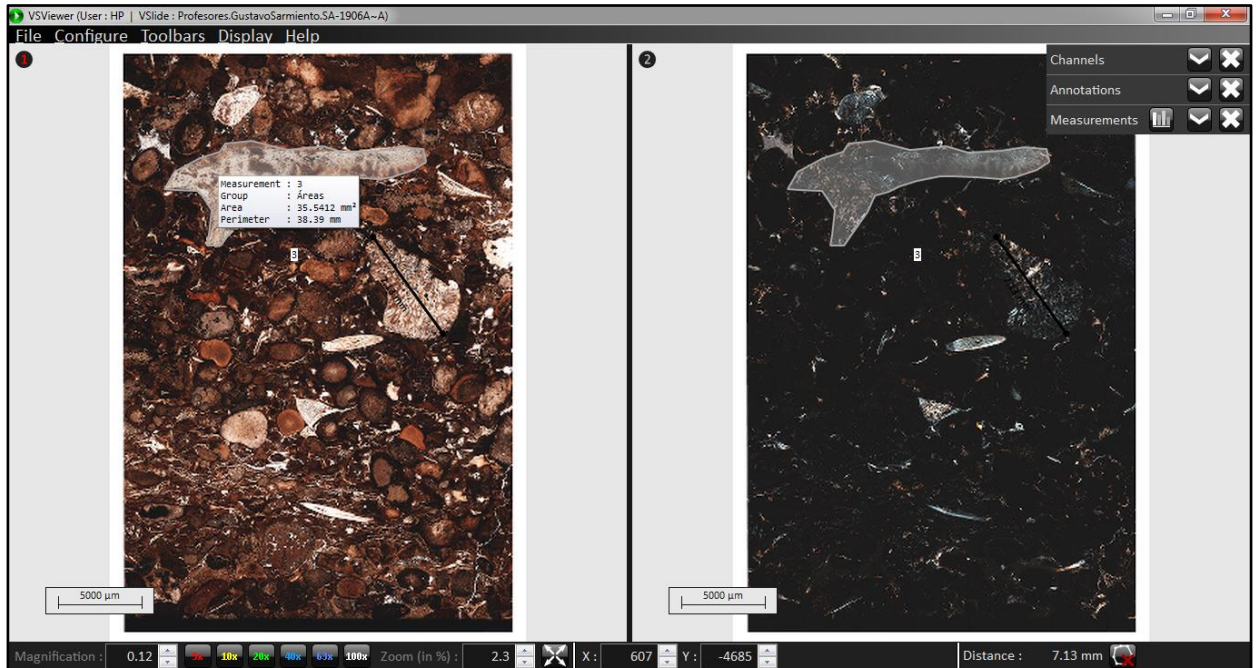 VSViewer (User : HP | VSlide : Profesores.GustavoSarmiento.SA-1906A~A)
File Configure Toolbars Display Help
1
2
Channels
Annotations
Measurements
Measurement : 3
Group : Áreas
Area : 35.5412 mm²
Perimeter : 38.39 mm
3
3
5000 µm
5000 µm
Magnification : 0.12 5x 10x 20x 40x 63x 100x Zoom (in %) : 2.3 X : 607 Y : -4685 Distance : 7.13 mm